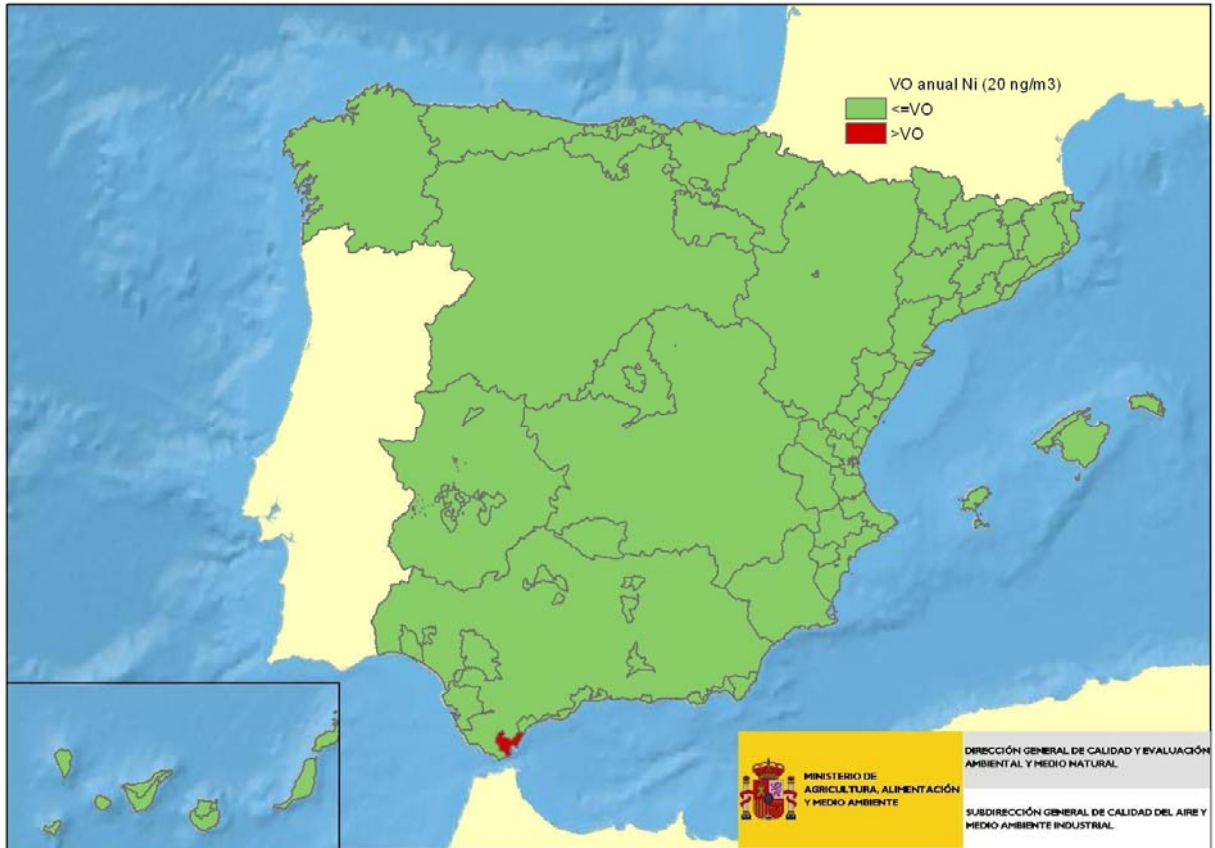 VO anual Ni (20 ng/m3)
<=VO
>VO
MINISTERIO DE
AGRICULTURA, ALIMENTACIÓN
Y MEDIO AMBIENTE
DIRECCIÓN GENERAL DE CALIDAD Y EVALUACIÓN
AMBIENTAL Y MEDIO NATURAL
SUBDIRECCIÓN GENERAL DE CALIDAD DEL AIRE Y
MEDIO AMBIENTE INDUSTRIAL